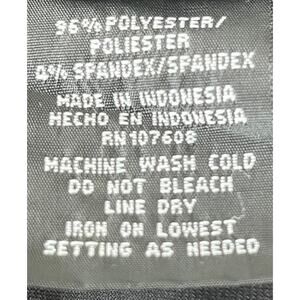 96% POLYESTER/
POLIESTER
4% SPANDEX/SPANDEX
MADE IN INDONESIA
HECHO EN INDONESIA
RN107608
MACHINE WASH COLD
DO NOT BLEACH
LINE DRY
IRON ON LOWEST
SETTING AS NEEDED